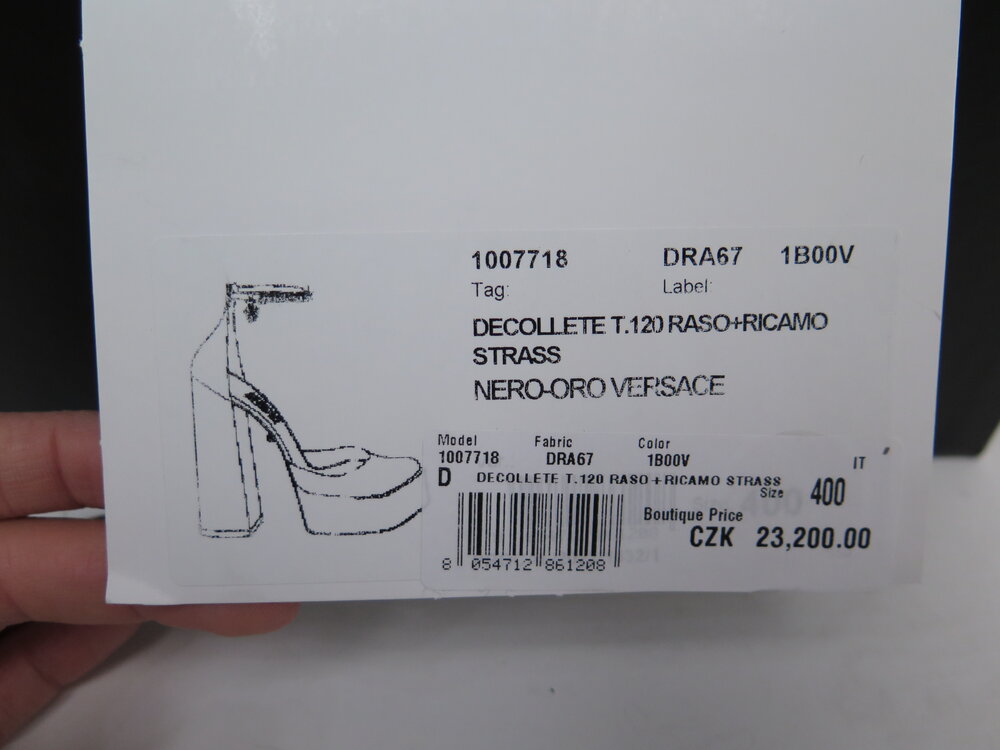 1007718 DRA67 1B00V
Tag: Label:
DECOLLETE T.120 RASO+RICAMO
STRASS
NERO-ORO VERSACE
Model Fabric Color
1007718 DRA67 1B00V IT
D DECOLLETE T.120 RASO+RICAMO STRASS
Size 400
Boutique Price
CZK 23,200.00
8 054712 861208